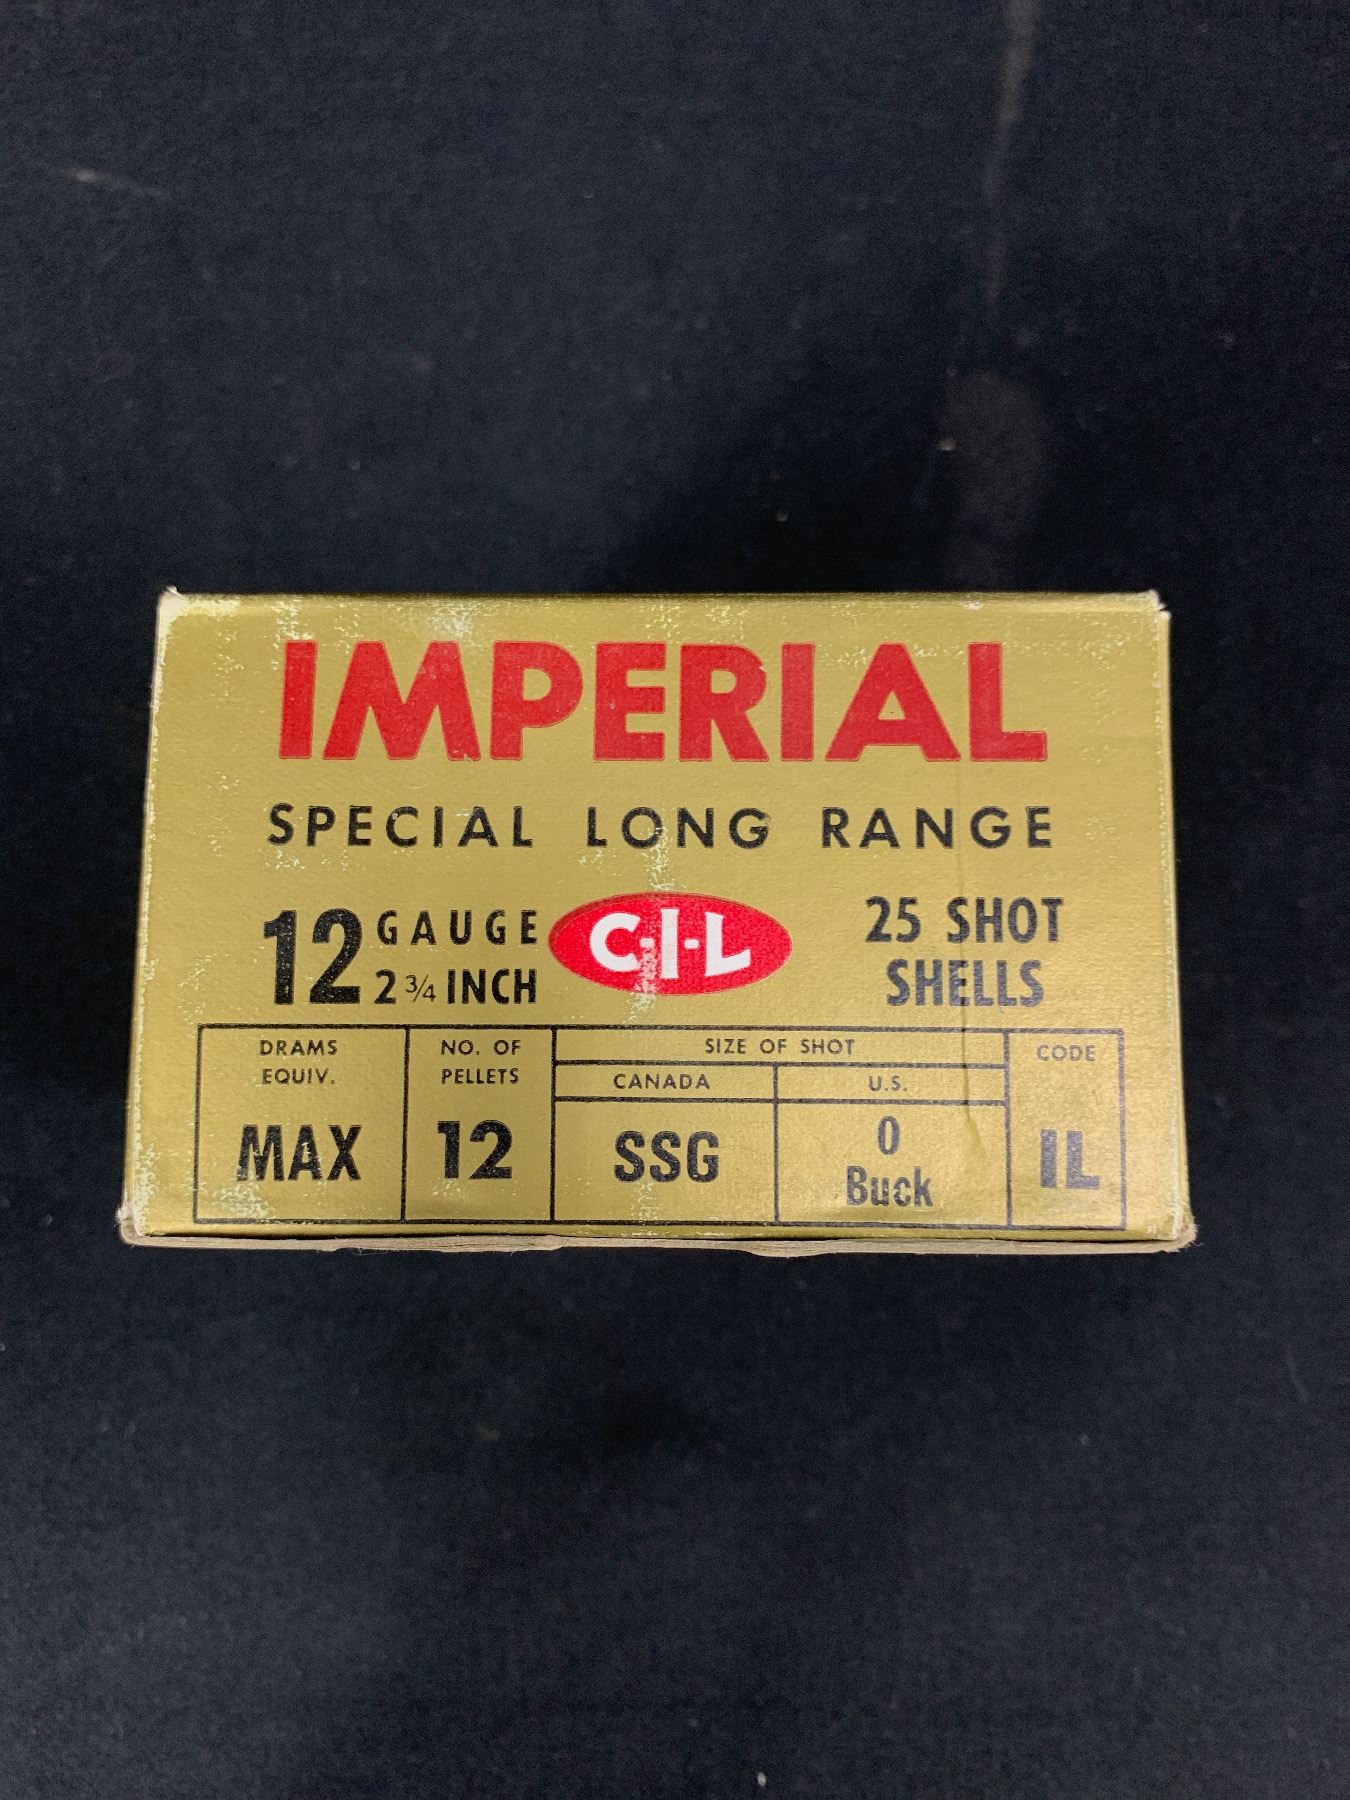 IMPERIAL
SPECIAL LONG RANGE
12 GAUGE
2 3/4 INCH
C·I·L
25 SHOT
SHELLS
DRAMS
EQUIV.
MAX
NO. OF
PELLETS
12
SIZE OF SHOT
CANADA
SSG
U.S.
0
Buck
CODE
IL